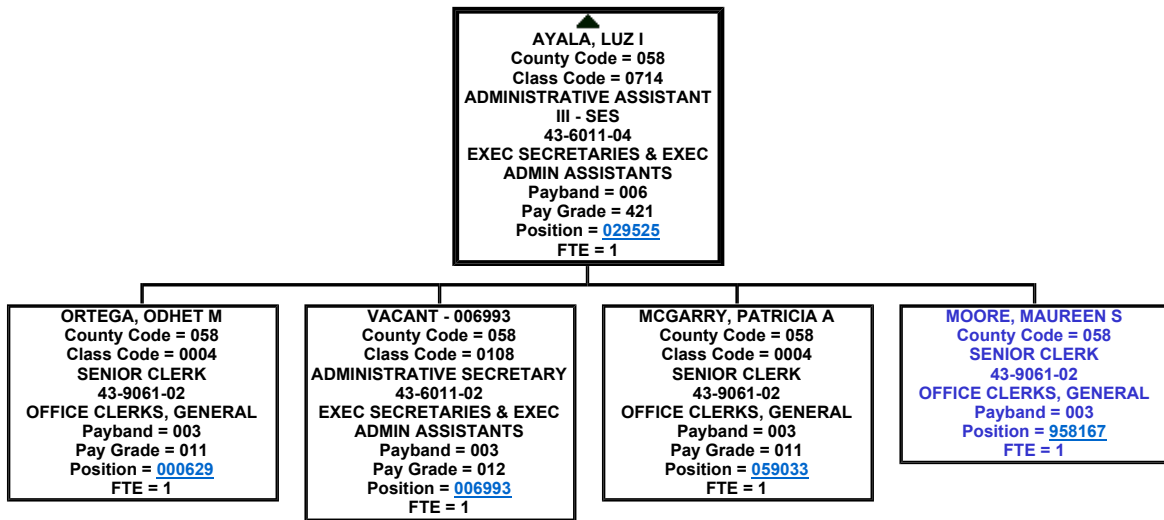 AYALA, LUZ I
County Code = 058
Class Code = 0714
ADMINISTRATIVE ASSISTANT
III - SES
43-6011-04
EXEC SECRETARIES & EXEC
ADMIN ASSISTANTS
Payband = 006
Pay Grade = 421
Position = 029525
FTE = 1
ORTEGA, ODHET M
County Code = 058
Class Code = 0004
SENIOR CLERK
43-9061-02
OFFICE CLERKS, GENERAL
Payband = 003
Pay Grade = 011
Position = 000629
FTE = 1
VACANT - 006993
County Code = 058
Class Code = 0108
ADMINISTRATIVE SECRETARY
43-6011-02
EXEC SECRETARIES & EXEC
ADMIN ASSISTANTS
Payband = 003
Pay Grade = 012
Position = 006993
FTE = 1
MCGARRY, PATRICIA A
County Code = 058
Class Code = 0004
SENIOR CLERK
43-9061-02
OFFICE CLERKS, GENERAL
Payband = 003
Pay Grade = 011
Position = 059033
FTE = 1
MOORE, MAUREEN S
County Code = 058
SENIOR CLERK
43-9061-02
OFFICE CLERKS, GENERAL
Payband = 003
Position = 958167
FTE = 1